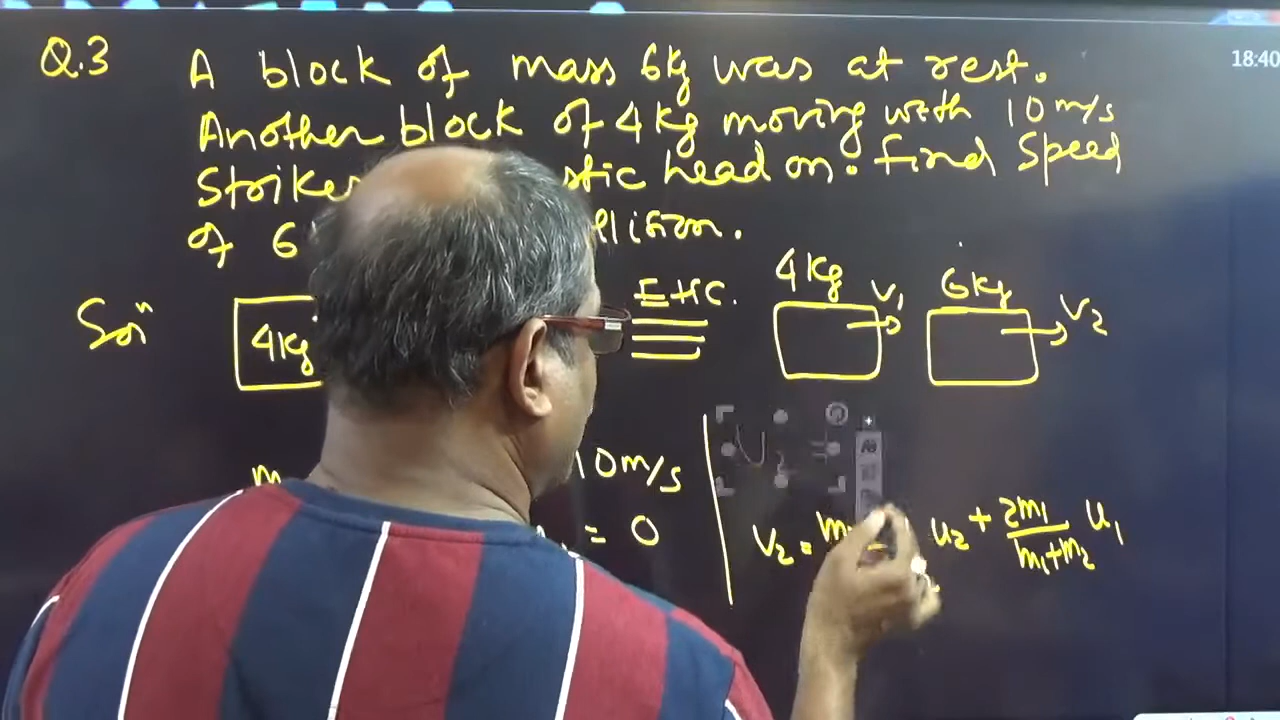 Q.3 A block of mass 6kg was at rest.
Another block of 4kg moving with 10m/s
Strikes stic head on. Find Speed
of 6 llision.
Solⁿ 4kg EHC. 4kg V₁ 6kg V₂
10m/s
= 0
V₂ = u₂ + 2m₁/(m₁+m₂) u₁
18:40